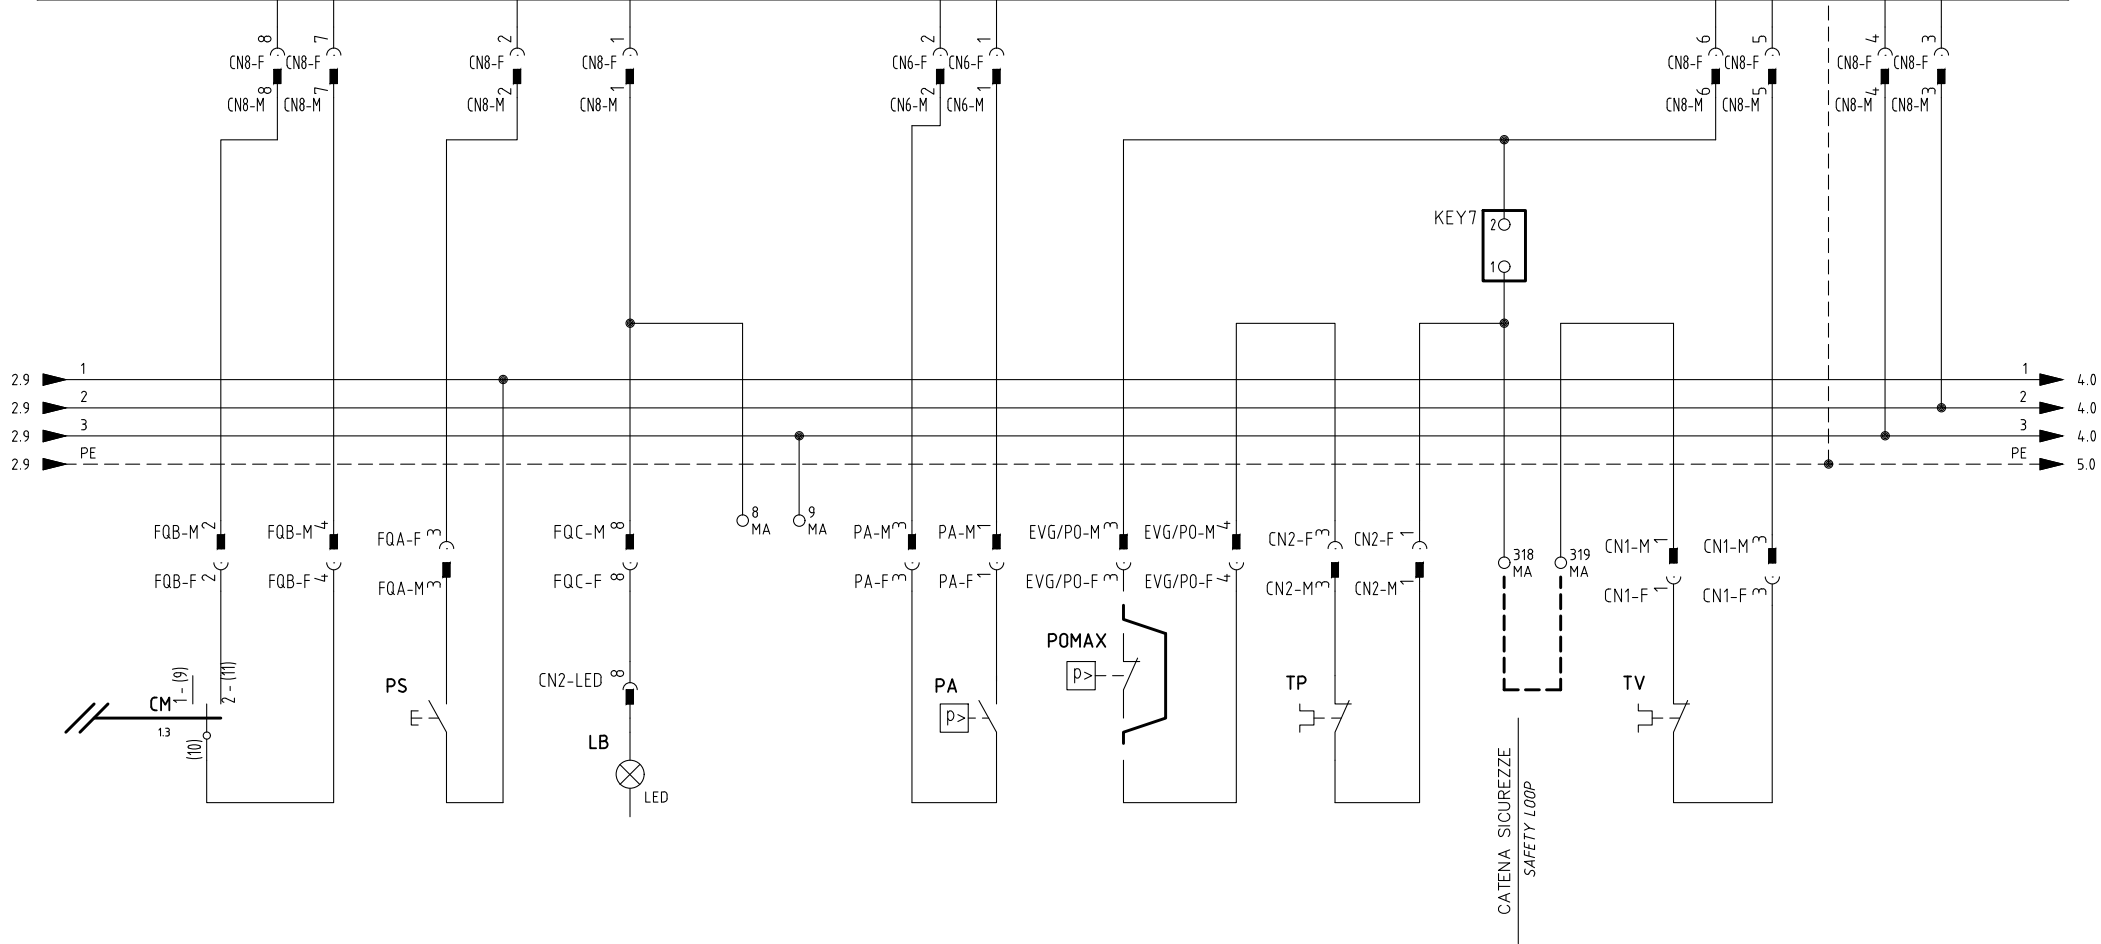 8 7 2 1 2 1 6 5 4 3
CN8-F CN8-F CN8-F CN8-F CN6-F CN6-F CN8-F CN8-F CN8-F CN8-F
8 7 2 1 2 1 6 5 4 3
CN8-M CN8-M CN8-M CN8-M CN6-M CN6-M CN8-M CN8-M CN8-M CN8-M
KEY7 2
1
2.9 1 1 4.0
2.9 2 2 4.0
2.9 3 3 4.0
2.9 PE PE 5.0
8 9
MA MA
FQB-M 2 FQB-M 4 FQA-F 3 FQC-M 8 PA-M 3 PA-M 1 EVG/PO-M 3 EVG/PO-M 4 CN2-F 3 CN2-F 1 318 319 CN1-M 1 CN1-M 3
MA MA
FQB-F 2 FQB-F 4 FQA-M 3 FQC-F 8 PA-F 3 PA-F 1 EVG/PO-F 3 EVG/PO-F 4 CN2-M 3 CN2-M 1 CN1-F 1 CN1-F 3
POMAX
P>
1-(9) 2-(11)
CN2-LED 8
PS PA TP TV
P>
CM
1.3
(10)
LB
LED
CATENA SICUREZZE
SAFETY LOOP